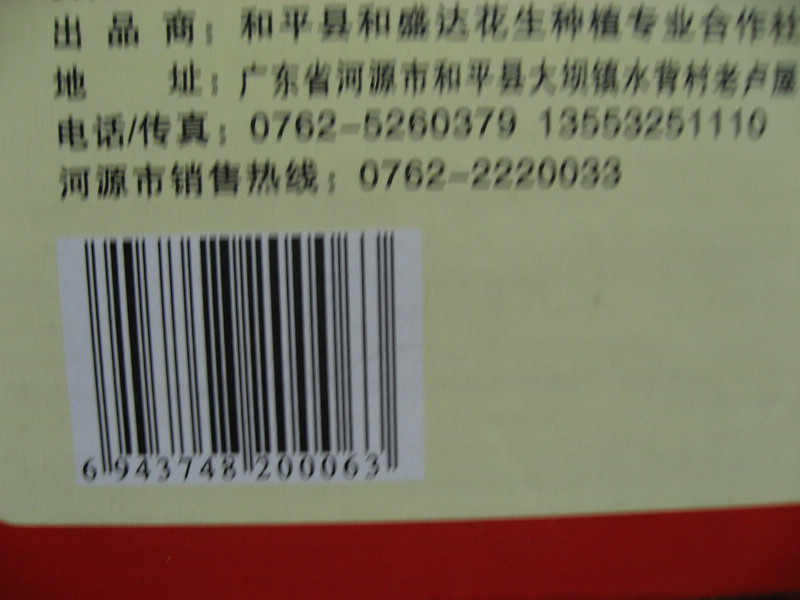 出品商：和平县和盛达花生种植专业合作社
地 址：广东省河源市和平县大坝镇水背村老卢屋
电话/传真：0762-5260379 13553251110
河源市销售热线：0762-2220033
6 943748 200063